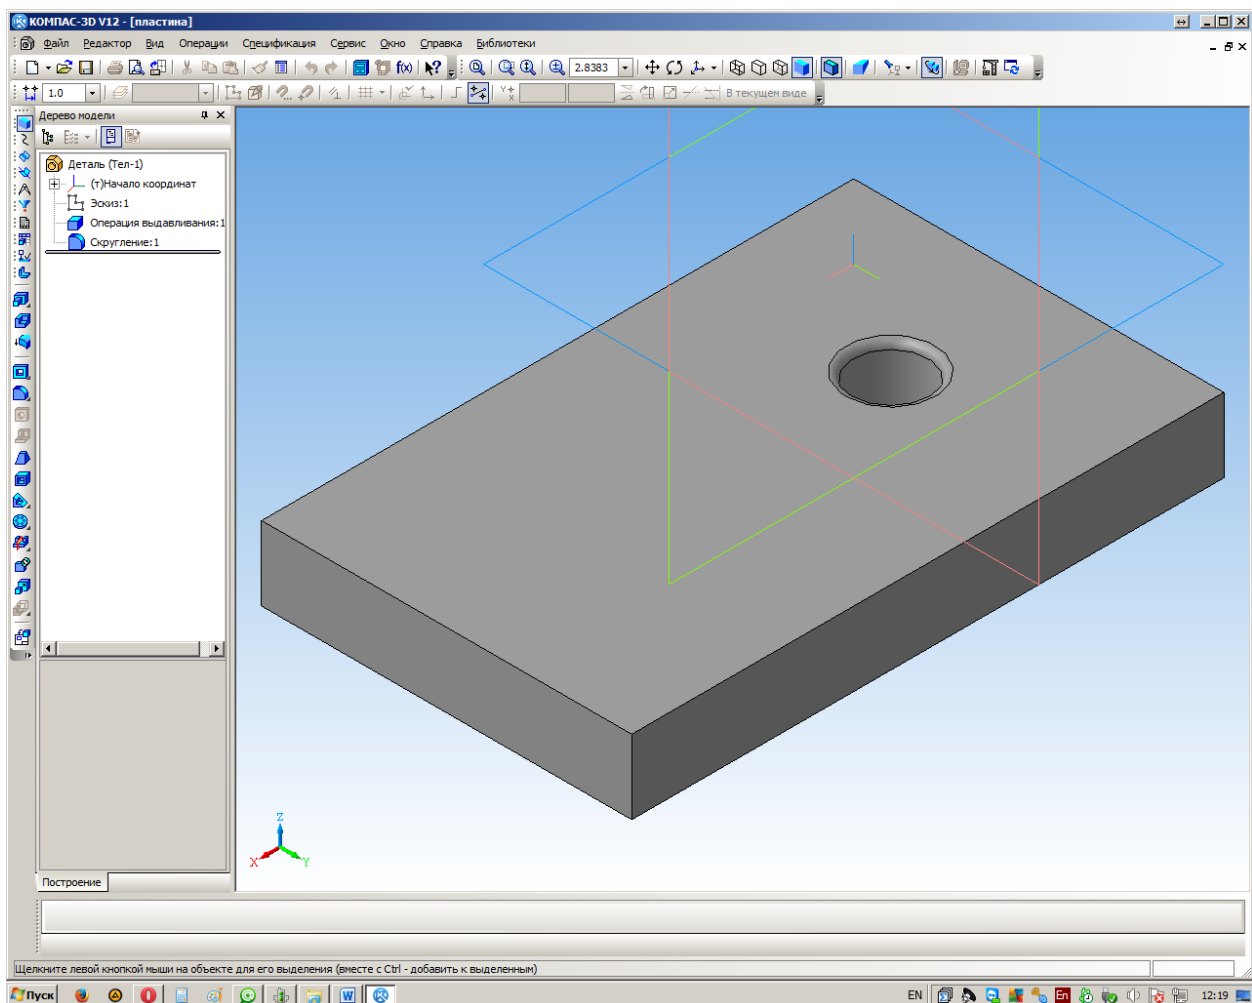 КОМПАС-3D V12 - [пластина]
Файл Редактор Вид Операции Спецификация Сервис Окно Справка Библиотеки
f(x) 2.8383
1.0 В текущем виде
Дерево модели
Деталь (Тел-1)
(т)Начало координат
Эскиз:1
Операция выдавливания:1
Скругление:1
Z
X Y
Построение
Щелкните левой кнопкой мыши на объекте для его выделения (вместе с Ctrl - добавить к выделенным)
Пуск W EN En 12:19